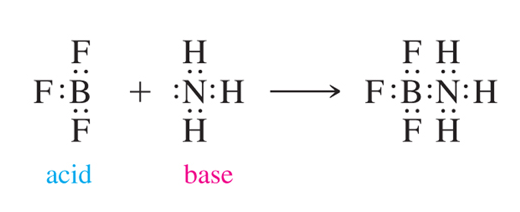 F H F H
F:B + :N:H ⟶ F:B:N:H
F H F H
acid base